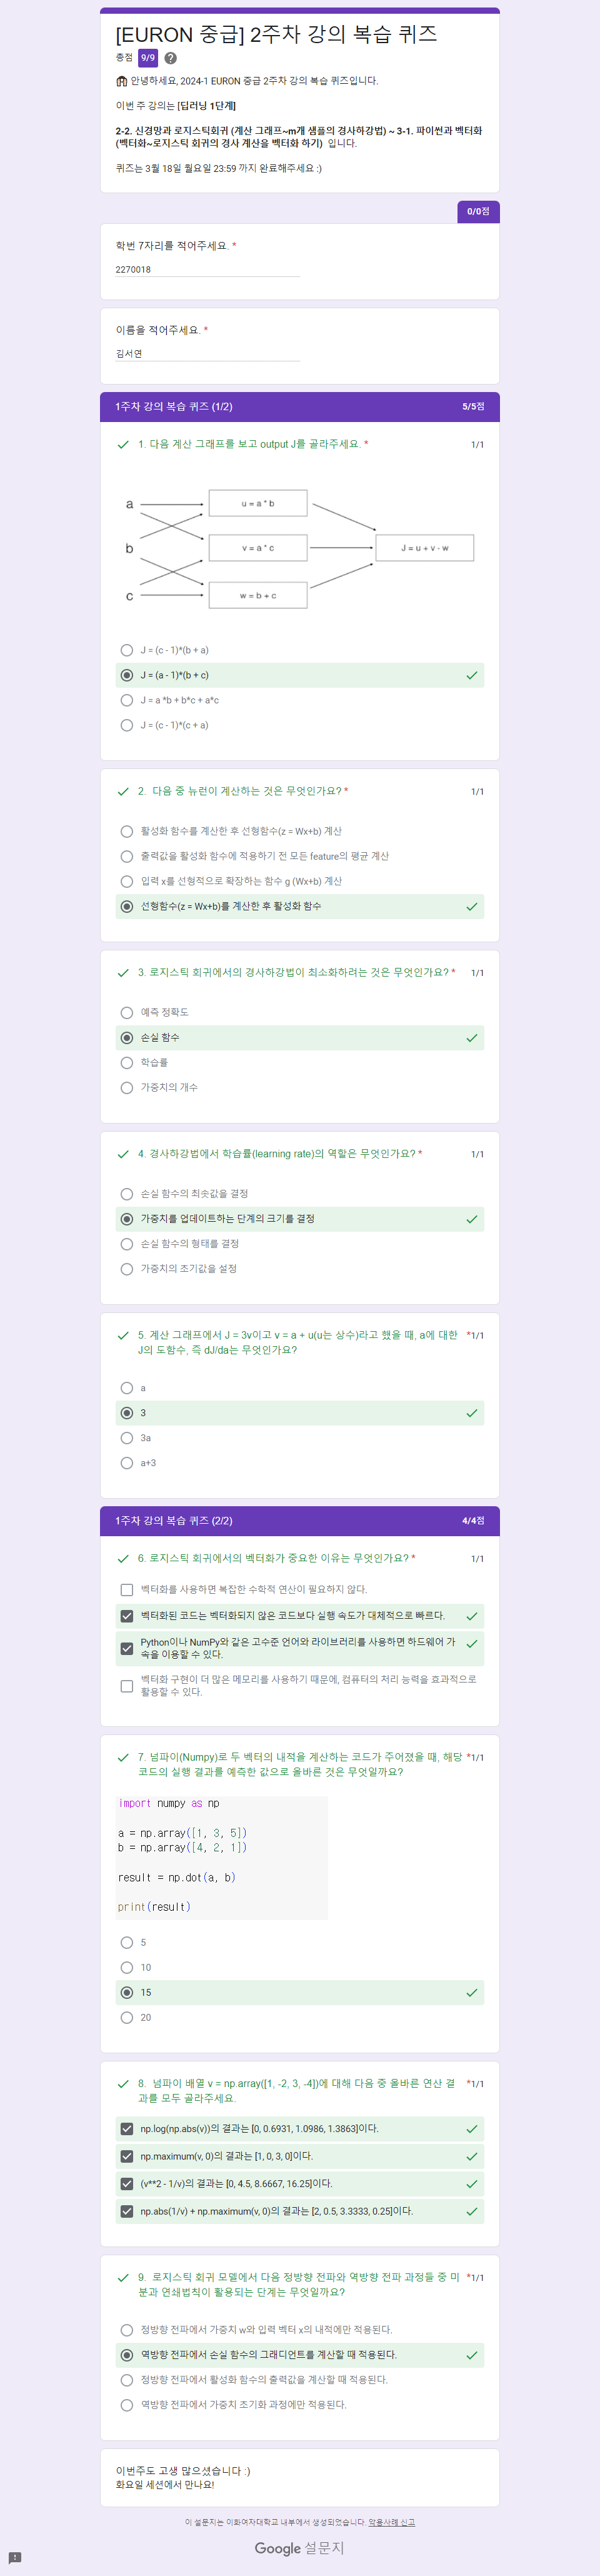 [EURON 중급] 2주차 강의 복습 퀴즈
총점 9/9
안녕하세요, 2024-1 EURON 중급 2주차 강의 복습 퀴즈입니다.
이번 주 강의는 [딥러닝 1단계]
2-2. 신경망과 로지스틱회귀 (계산 그래프~m개 샘플의 경사하강법) ~ 3-1. 파이썬과 벡터화
(벡터화~로지스틱 회귀의 경사 계산을 벡터화 하기) 입니다.
퀴즈는 3월 18일 월요일 23:59 까지 완료해주세요 :)
0/0점
학번 7자리를 적어주세요. *
2270018
이름을 적어주세요. *
김서연
1주차 강의 복습 퀴즈 (1/2) 5/5점
1. 다음 계산 그래프를 보고 output J를 골라주세요. * 1/1
a
b
c
u = a * b
v = a * c
w = b + c
J = u + v - w
J = (c - 1)*(b + a)
J = (a - 1)*(b + c)
J = a *b + b*c + a*c
J = (c - 1)*(c + a)
2. 다음 중 뉴런이 계산하는 것은 무엇인가요? * 1/1
활성화 함수를 계산한 후 선형함수(z = Wx+b) 계산
출력값을 활성화 함수에 적용하기 전 모든 feature의 평균 계산
입력 x를 선형적으로 확장하는 함수 g (Wx+b) 계산
선형함수(z = Wx+b)를 계산한 후 활성화 함수
3. 로지스틱 회귀에서의 경사하강법이 최소화하려는 것은 무엇인가요? * 1/1
예측 정확도
손실 함수
학습률
가중치의 개수
4. 경사하강법에서 학습률(learning rate)의 역할은 무엇인가요? * 1/1
손실 함수의 최솟값을 결정
가중치를 업데이트하는 단계의 크기를 결정
손실 함수의 형태를 결정
가중치의 초기값을 설정
5. 계산 그래프에서 J = 3v이고 v = a + u(u는 상수)라고 했을 때, a에 대한 *1/1
J의 도함수, 즉 dJ/da는 무엇인가요?
a
3
3a
a+3
1주차 강의 복습 퀴즈 (2/2) 4/4점
6. 로지스틱 회귀에서의 벡터화가 중요한 이유는 무엇인가요? * 1/1
벡터화를 사용하면 복잡한 수학적 연산이 필요하지 않다.
벡터화된 코드는 벡터화되지 않은 코드보다 실행 속도가 대체적으로 빠르다.
Python이나 NumPy와 같은 고수준 언어와 라이브러리를 사용하면 하드웨어 가
속을 이용할 수 있다.
벡터화 구현이 더 많은 메모리를 사용하기 때문에, 컴퓨터의 처리 능력을 효과적으로
활용할 수 있다.
7. 넘파이(Numpy)로 두 벡터의 내적을 계산하는 코드가 주어졌을 때, 해당 *1/1
코드의 실행 결과를 예측한 값으로 올바른 것은 무엇일까요?
import numpy as np
a = np.array([1, 3, 5])
b = np.array([4, 2, 1])
result = np.dot(a, b)
print(result)
5
10
15
20
8. 넘파이 배열 v = np.array([1, -2, 3, -4])에 대해 다음 중 올바른 연산 결 *1/1
과를 모두 골라주세요.
np.log(np.abs(v))의 결과는 [0, 0.6931, 1.0986, 1.3863]이다.
np.maximum(v, 0)의 결과는 [1, 0, 3, 0]이다.
(v**2 - 1/v)의 결과는 [0, 4.5, 8.6667, 16.25]이다.
np.abs(1/v) + np.maximum(v, 0)의 결과는 [2, 0.5, 3.3333, 0.25]이다.
9. 로지스틱 회귀 모델에서 다음 정방향 전파와 역방향 전파 과정들 중 미 *1/1
분과 연쇄법칙이 활용되는 단계는 무엇일까요?
정방향 전파에서 가중치 w와 입력 벡터 x의 내적에만 적용된다.
역방향 전파에서 손실 함수의 그래디언트를 계산할 때 적용된다.
정방향 전파에서 활성화 함수의 출력값을 계산할 때 적용된다.
역방향 전파에서 가중치 초기화 과정에만 적용된다.
이번주도 고생 많으셨습니다 :)
화요일 세션에서 만나요!
이 설문지는 이화여자대학교 내부에서 생성되었습니다. 악용사례 신고
Google 설문지